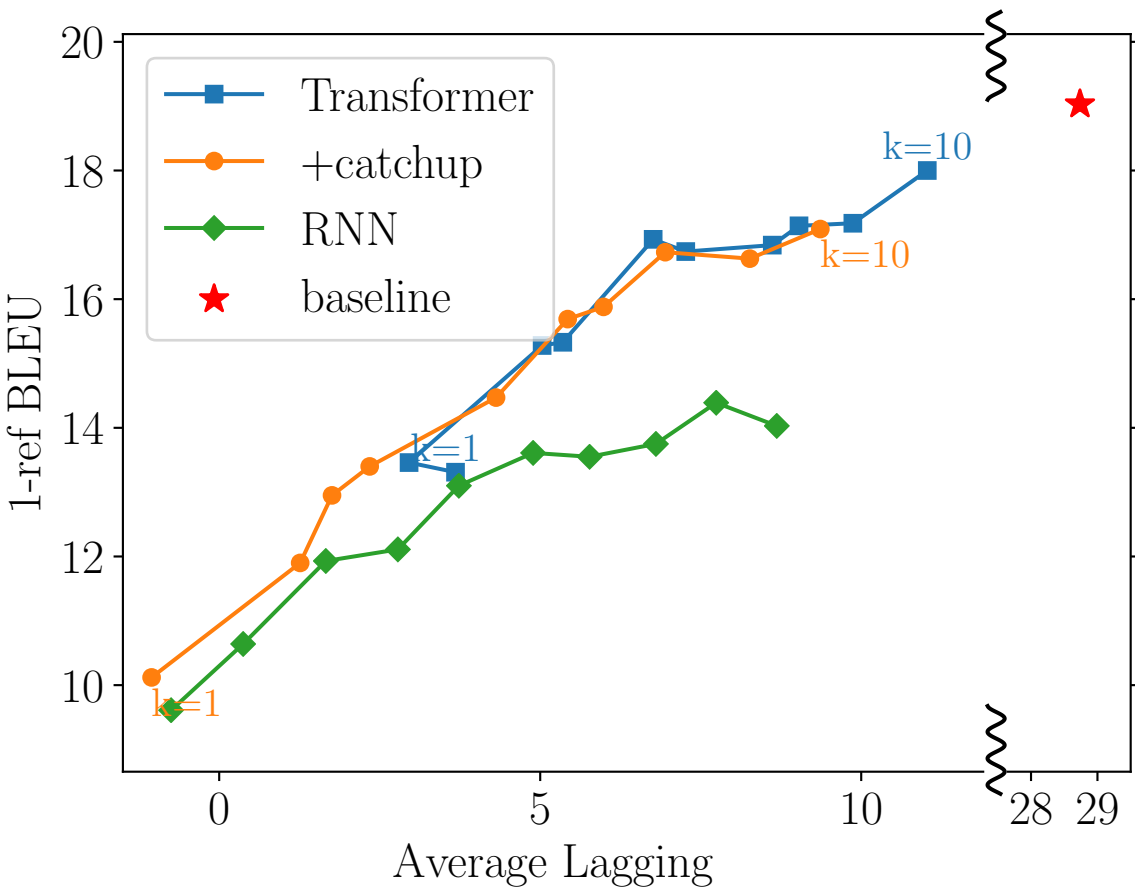 20
18
16
14
12
10
1-ref BLEU
Transformer
+catchup
RNN
baseline
k=10
k=10
k=1
k=1
0 5 10 28 29
Average Lagging